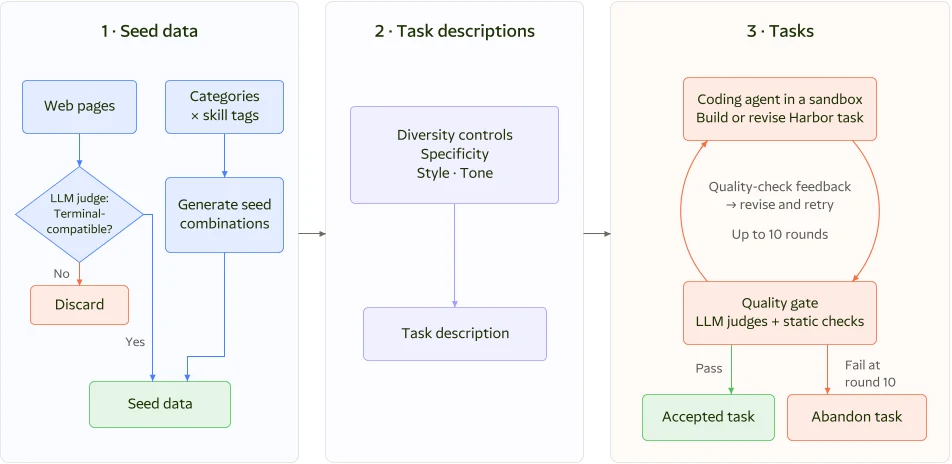 1 · Seed data
Web pages
Categories
× skill tags
LLM judge:
Terminal-
compatible?
Generate seed
combinations
No
Discard
Yes
Seed data
2 · Task descriptions
Diversity controls
Specificity
Style · Tone
Task description
3 · Tasks
Coding agent in a sandbox
Build or revise Harbor task
Quality-check feedback
→ revise and retry
Up to 10 rounds
Quality gate
LLM judges + static checks
Pass
Fail at
round 10
Accepted task
Abandon task